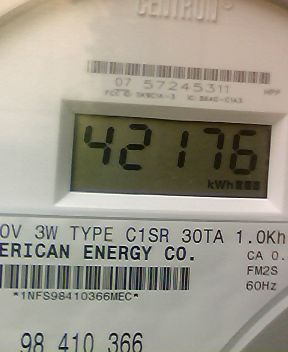 CENTRON
07 57245311
42176
kWh
0V 3W TYPE C1SR 30TA 1.0Kh
ERICAN ENERGY CO.
CA 0.
FM2S
*1NFS98410366MEC*
60Hz
98 410 366